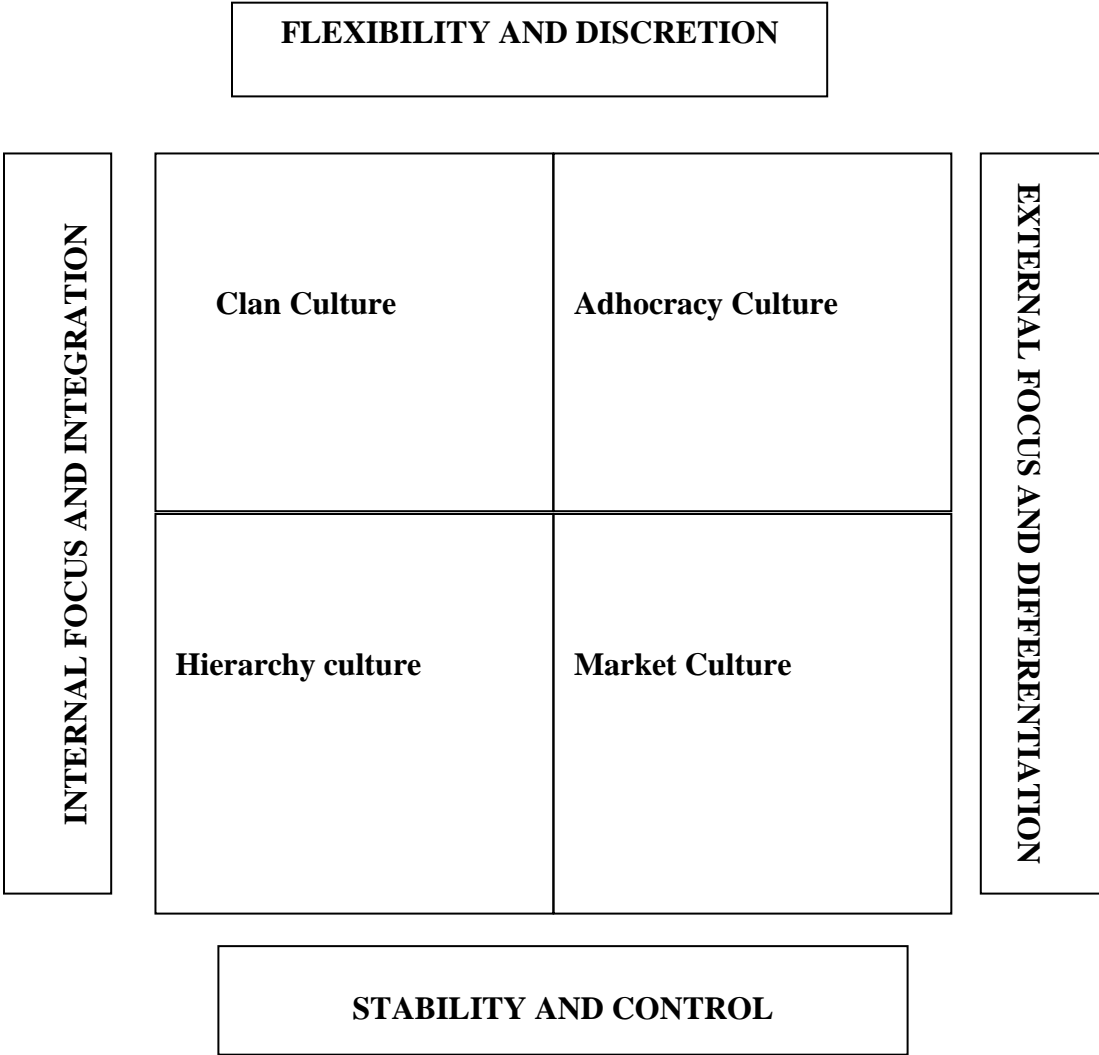 FLEXIBILITY AND DISCRETION
INTERNAL FOCUS AND INTEGRATION
Clan Culture
Adhocracy Culture
EXTERNAL FOCUS AND DIFFERENTIATION
Hierarchy culture
Market Culture
STABILITY AND CONTROL